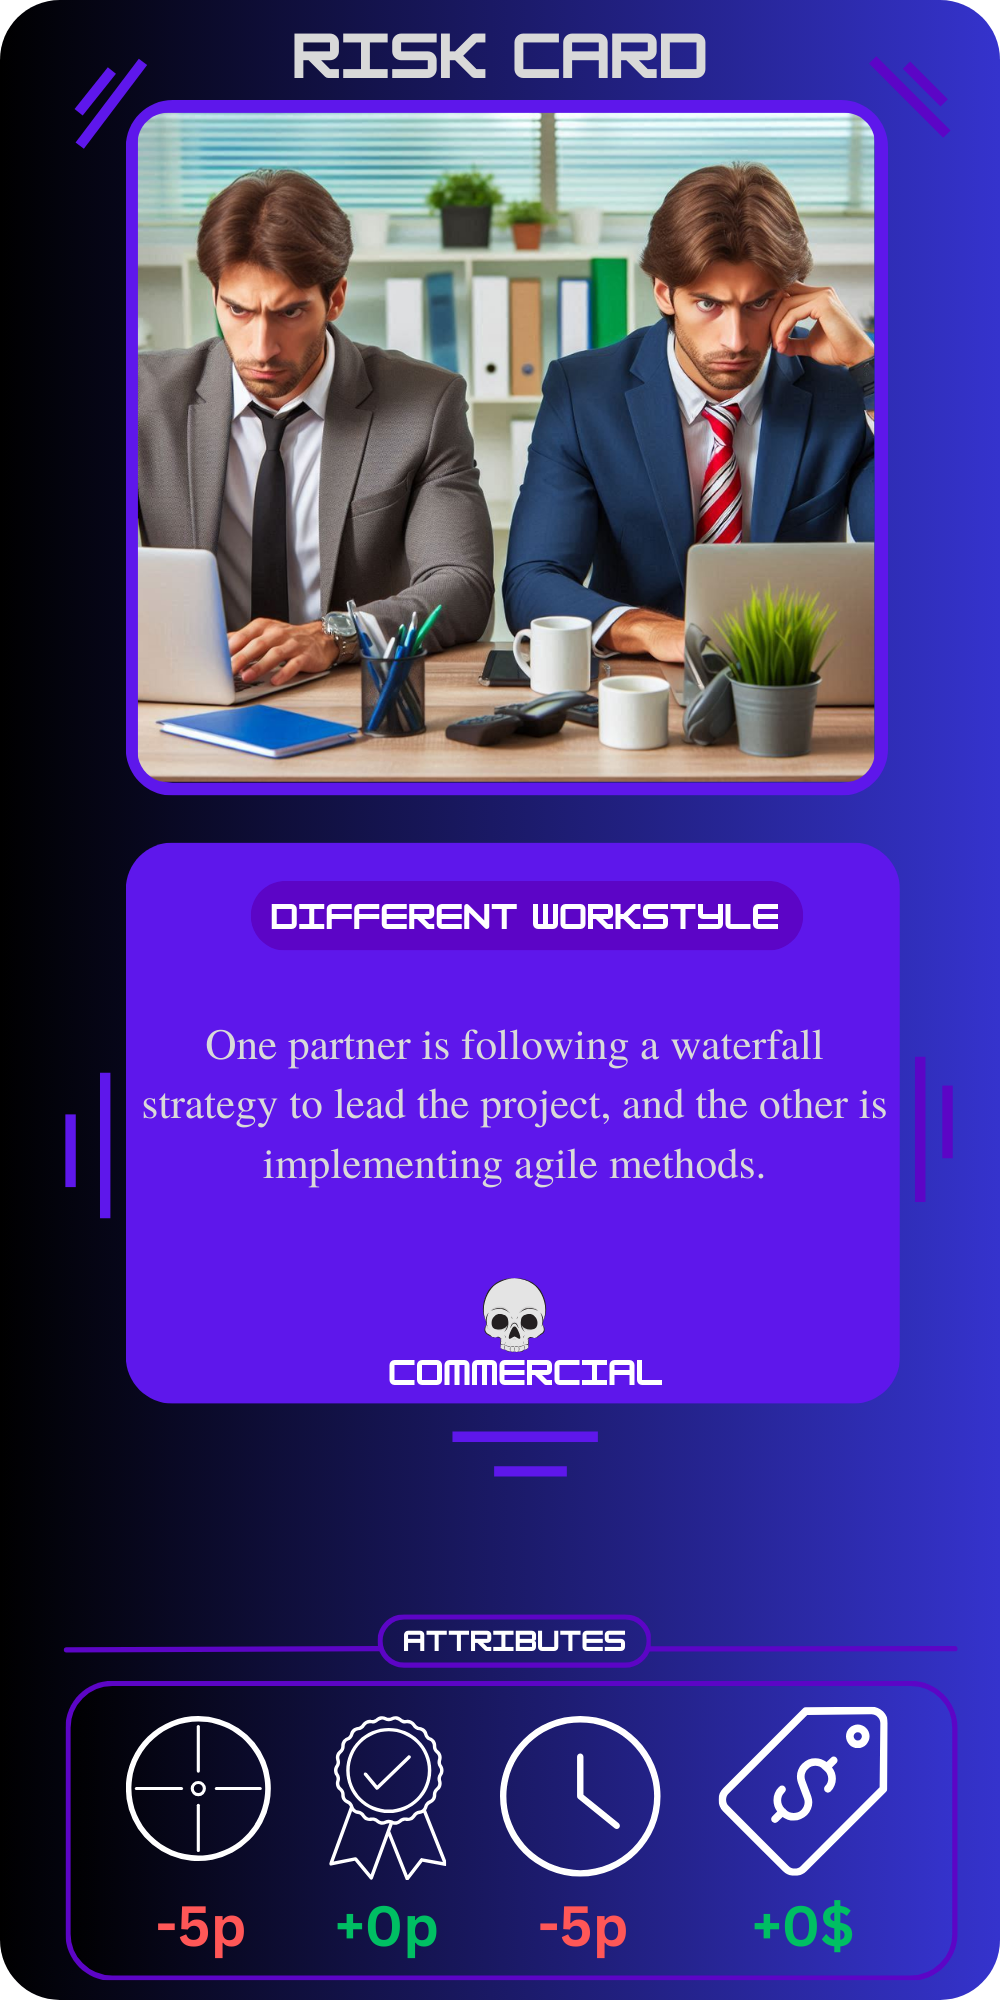 RISK CARD
DIFFERENT WORKSTYLE
One partner is following a waterfall
strategy to lead the project, and the other is
implementing agile methods.
COMMERCIAL
ATTRIBUTES
-5p +0p -5p +0$